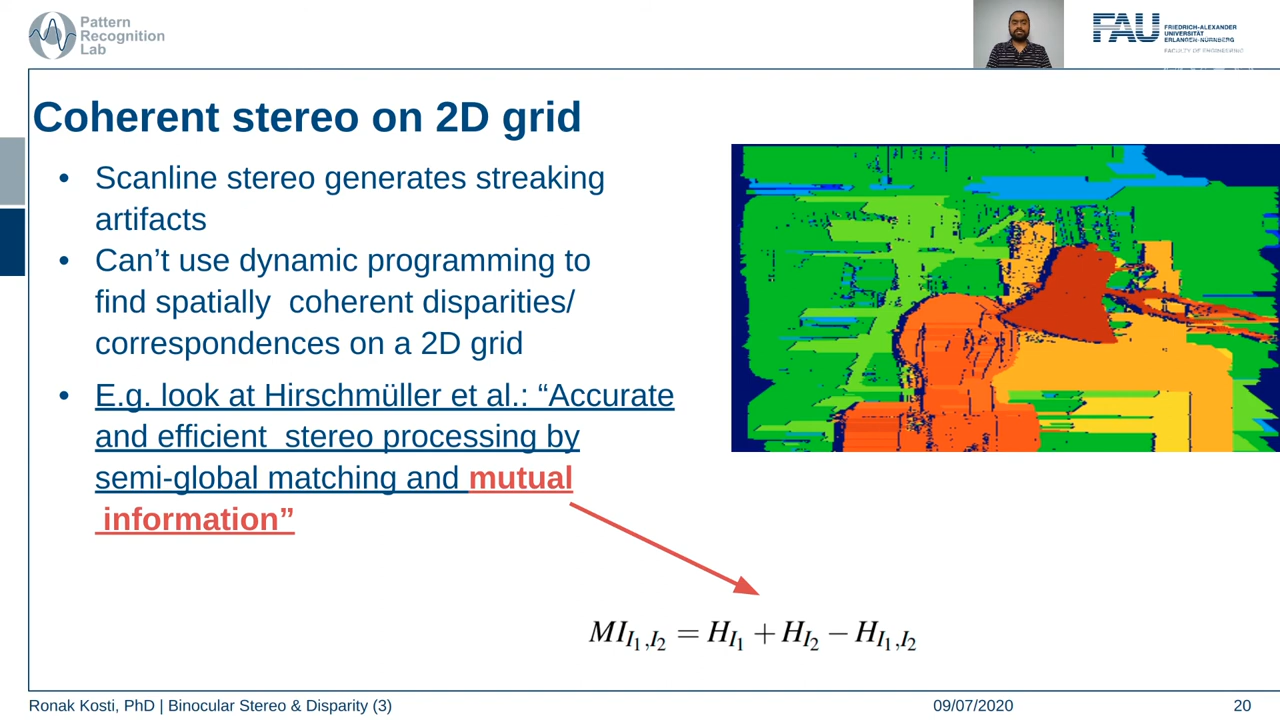 Pattern
Recognition
Lab
FAU
FRIEDRICH-ALEXANDER
UNIVERSITÄT
ERLANGEN-NÜRNBERG
FACULTY OF ENGINEERING
Coherent stereo on 2D grid
• Scanline stereo generates streaking
artifacts
• Can’t use dynamic programming to
find spatially coherent disparities/
correspondences on a 2D grid
• E.g. look at Hirschmüller et al.: “Accurate
and efficient stereo processing by
semi-global matching and mutual
information”
MI_{I_1,I_2} = H_{I_1} + H_{I_2} − H_{I_1,I_2}
Ronak Kosti, PhD | Binocular Stereo & Disparity (3)
09/07/2020
20